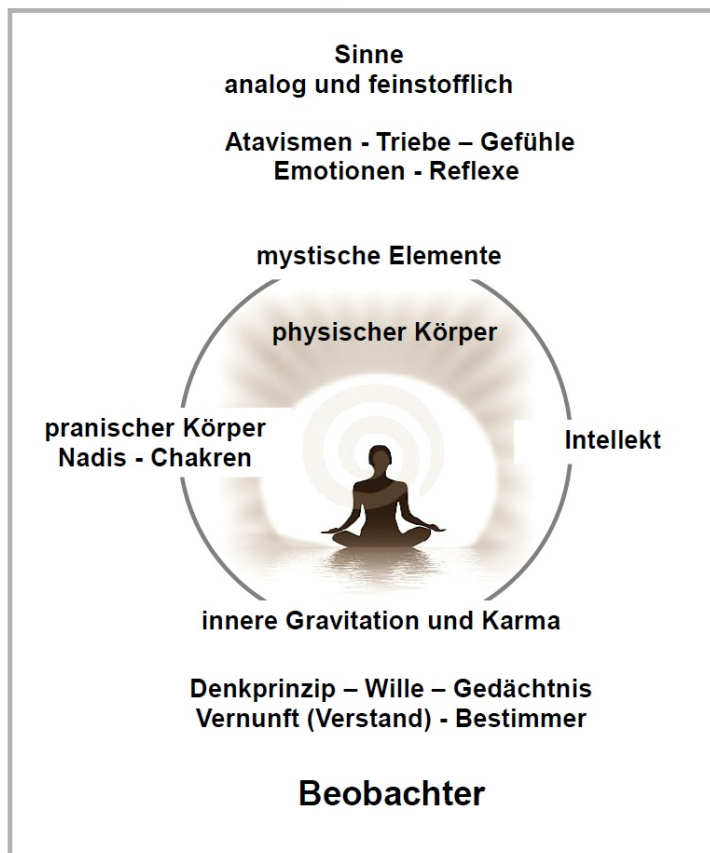 Sinne
analog und feinstofflich
Atavismen - Triebe – Gefühle
Emotionen - Reflexe
mystische Elemente
physischer Körper
pranischer Körper
Nadis - Chakren
Intellekt
innere Gravitation und Karma
Denkprinzip – Wille – Gedächtnis
Vernunft (Verstand) - Bestimmer
Beobachter